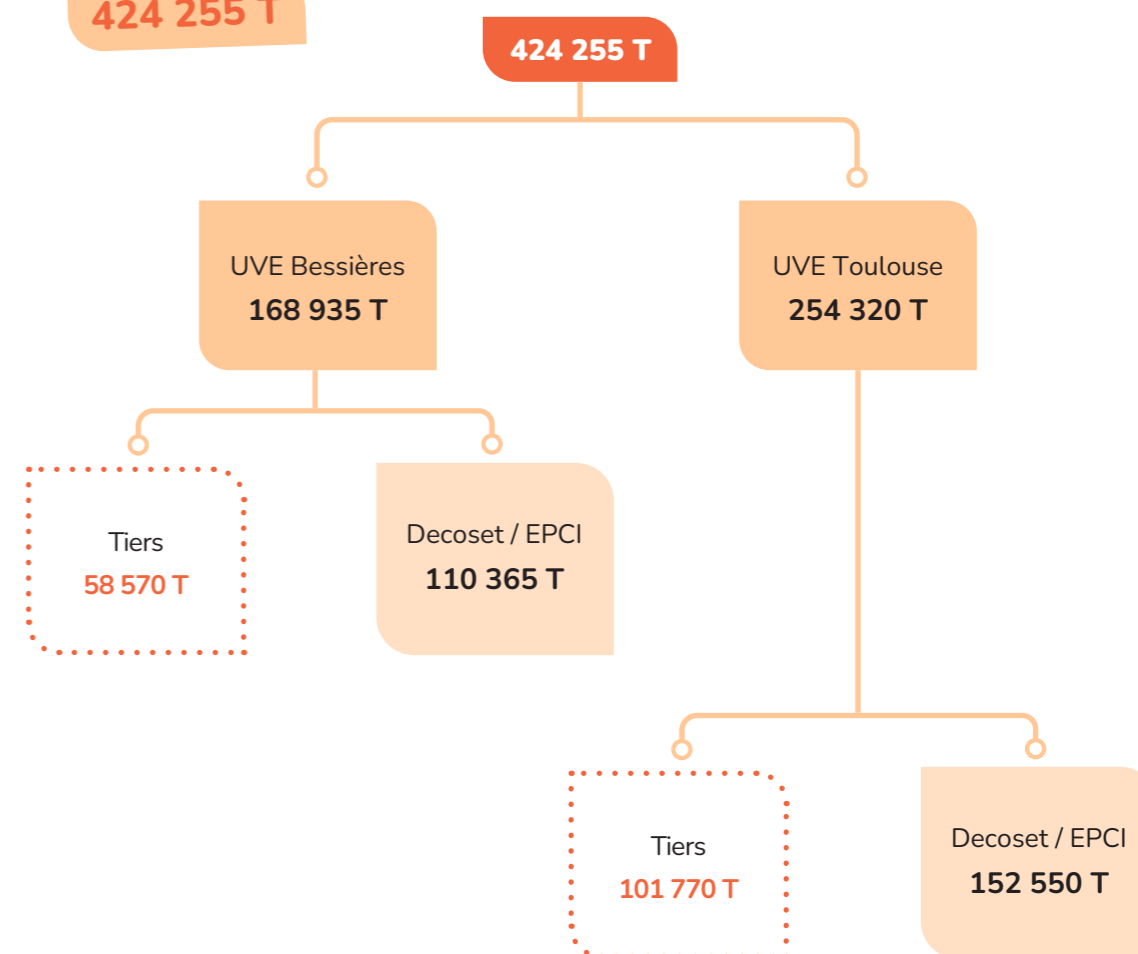 424 255 T
424 255 T
UVE Bessières
168 935 T
UVE Toulouse
254 320 T
Tiers
58 570 T
Decoset / EPCI
110 365 T
Tiers
101 770 T
Decoset / EPCI
152 550 T